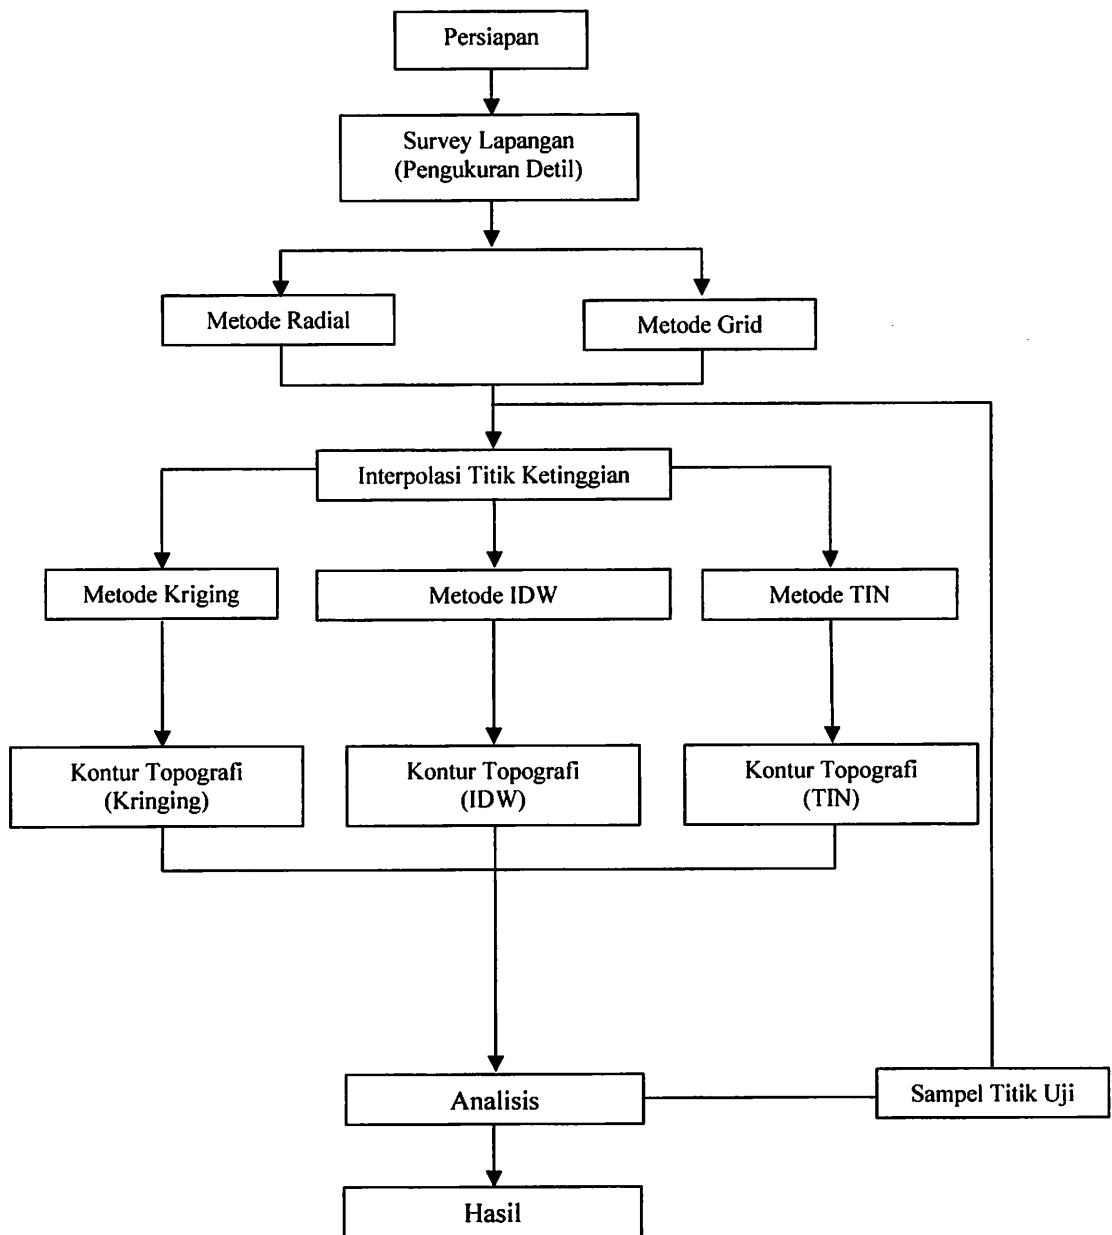 Persiapan
Survey Lapangan
(Pengukuran Detil)
Metode Radial
Metode Grid
Interpolasi Titik Ketinggian
Metode Kriging
Metode IDW
Metode TIN
Kontur Topografi
(Kringing)
Kontur Topografi
(IDW)
Kontur Topografi
(TIN)
Analisis
Sampel Titik Uji
Hasil